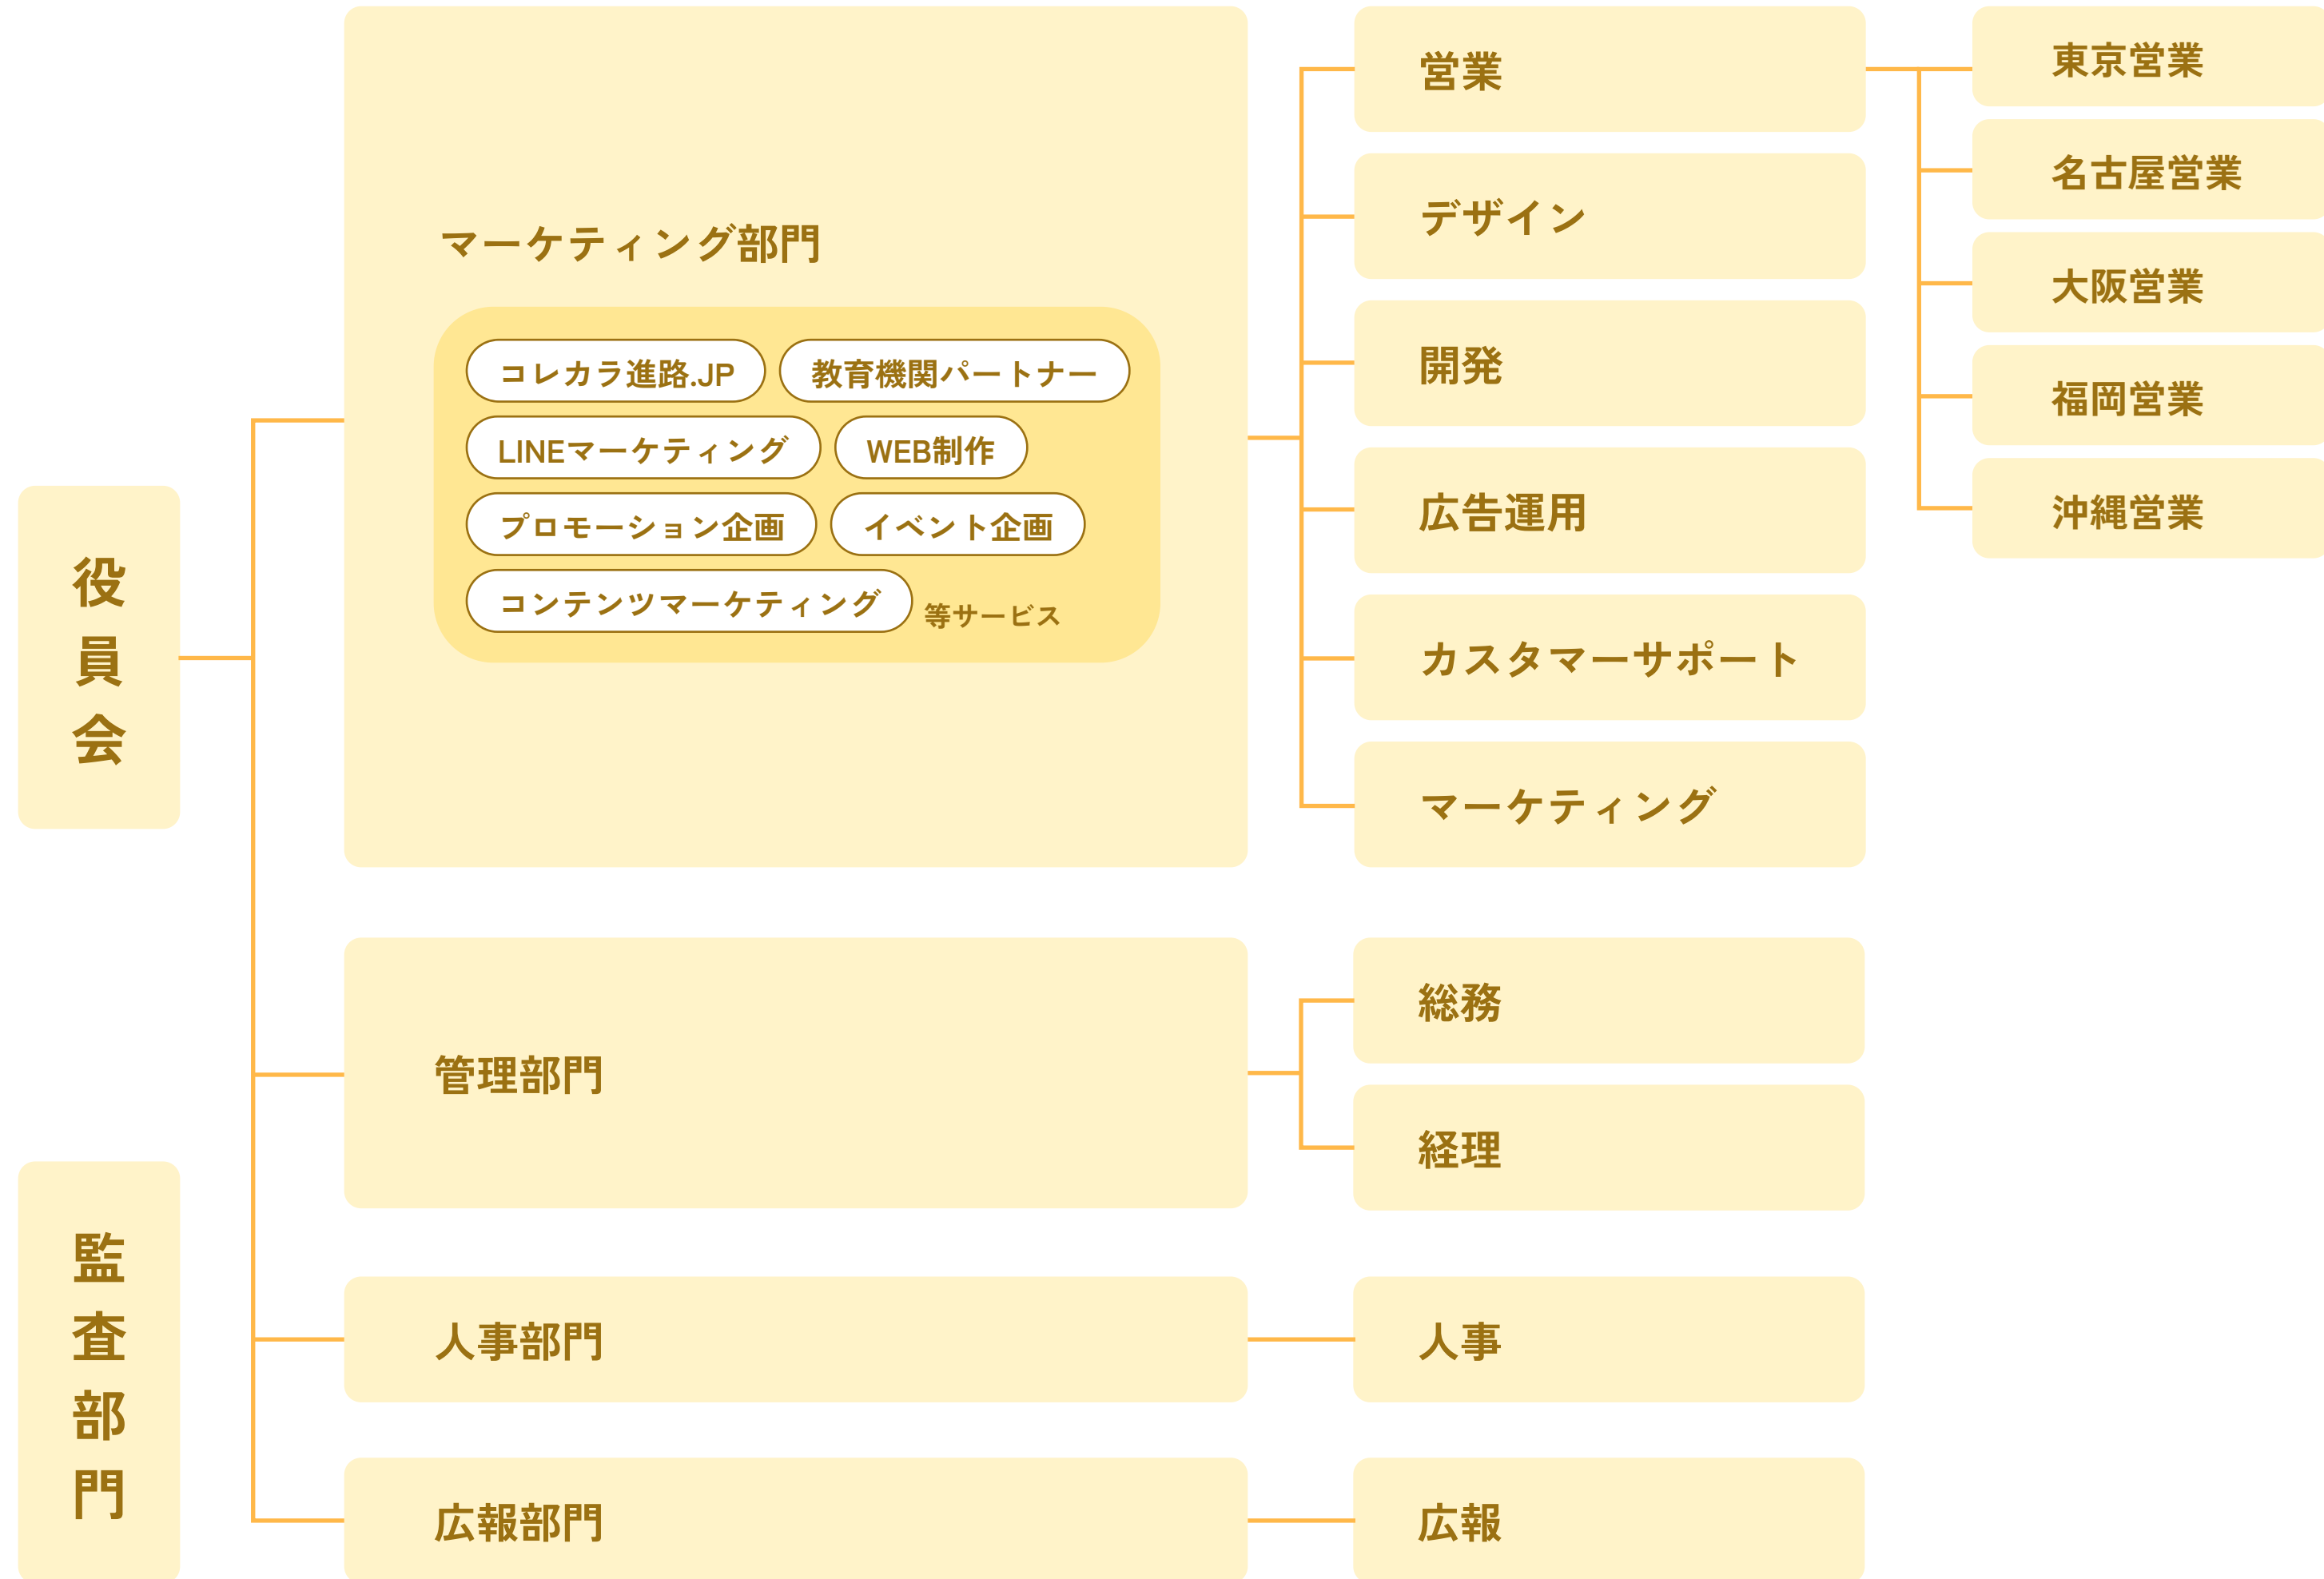 役員会
監査部門
マーケティング部門
コレカラ進路.JP
教育機関パートナー
LINEマーケティング
WEB制作
プロモーション企画
イベント企画
コンテンツマーケティング
等サービス
営業
デザイン
開発
広告運用
カスタマーサポート
マーケティング
東京営業
名古屋営業
大阪営業
福岡営業
沖縄営業
管理部門
総務
経理
人事部門
人事
広報部門
広報